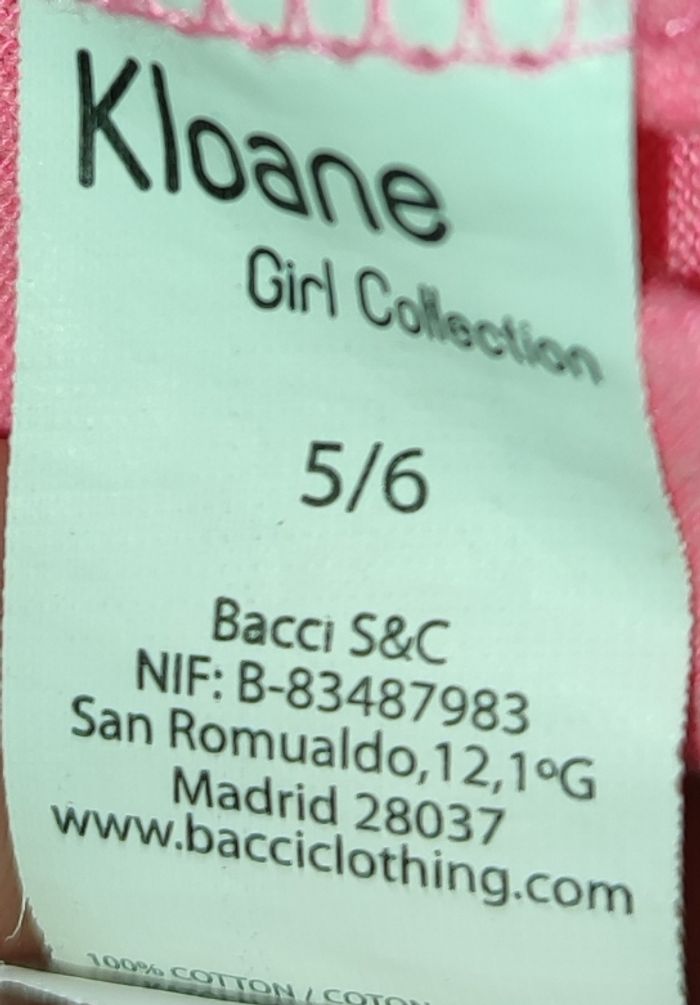 Kloane
Girl Collection
5/6
Bacci S&C
NIF: B-83487983
San Romualdo,12,1ºG
Madrid 28037
www.bacciclothing.com
100% COTTON / COTON